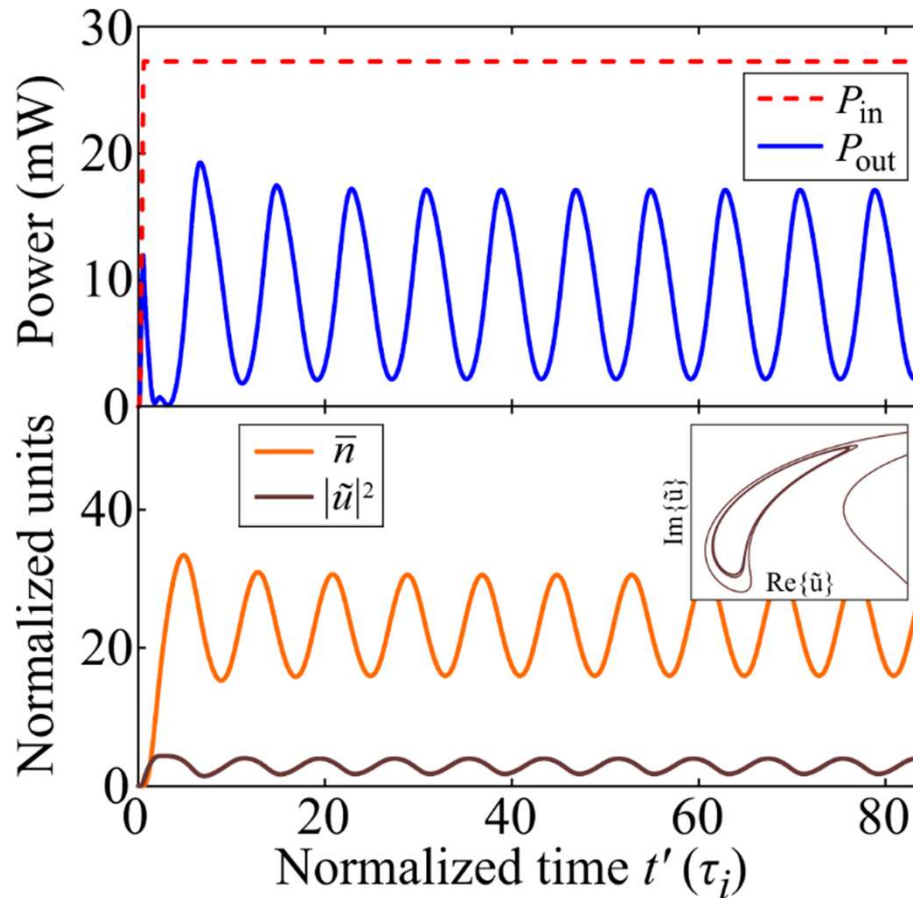 Power (mW)
30
20
10
0
P_in
P_out
Normalized units
40
20
0
n̄
|ũ|²
Im{ũ}
Re{ũ}
0 20 40 60 80
Normalized time t′ (τ_i)